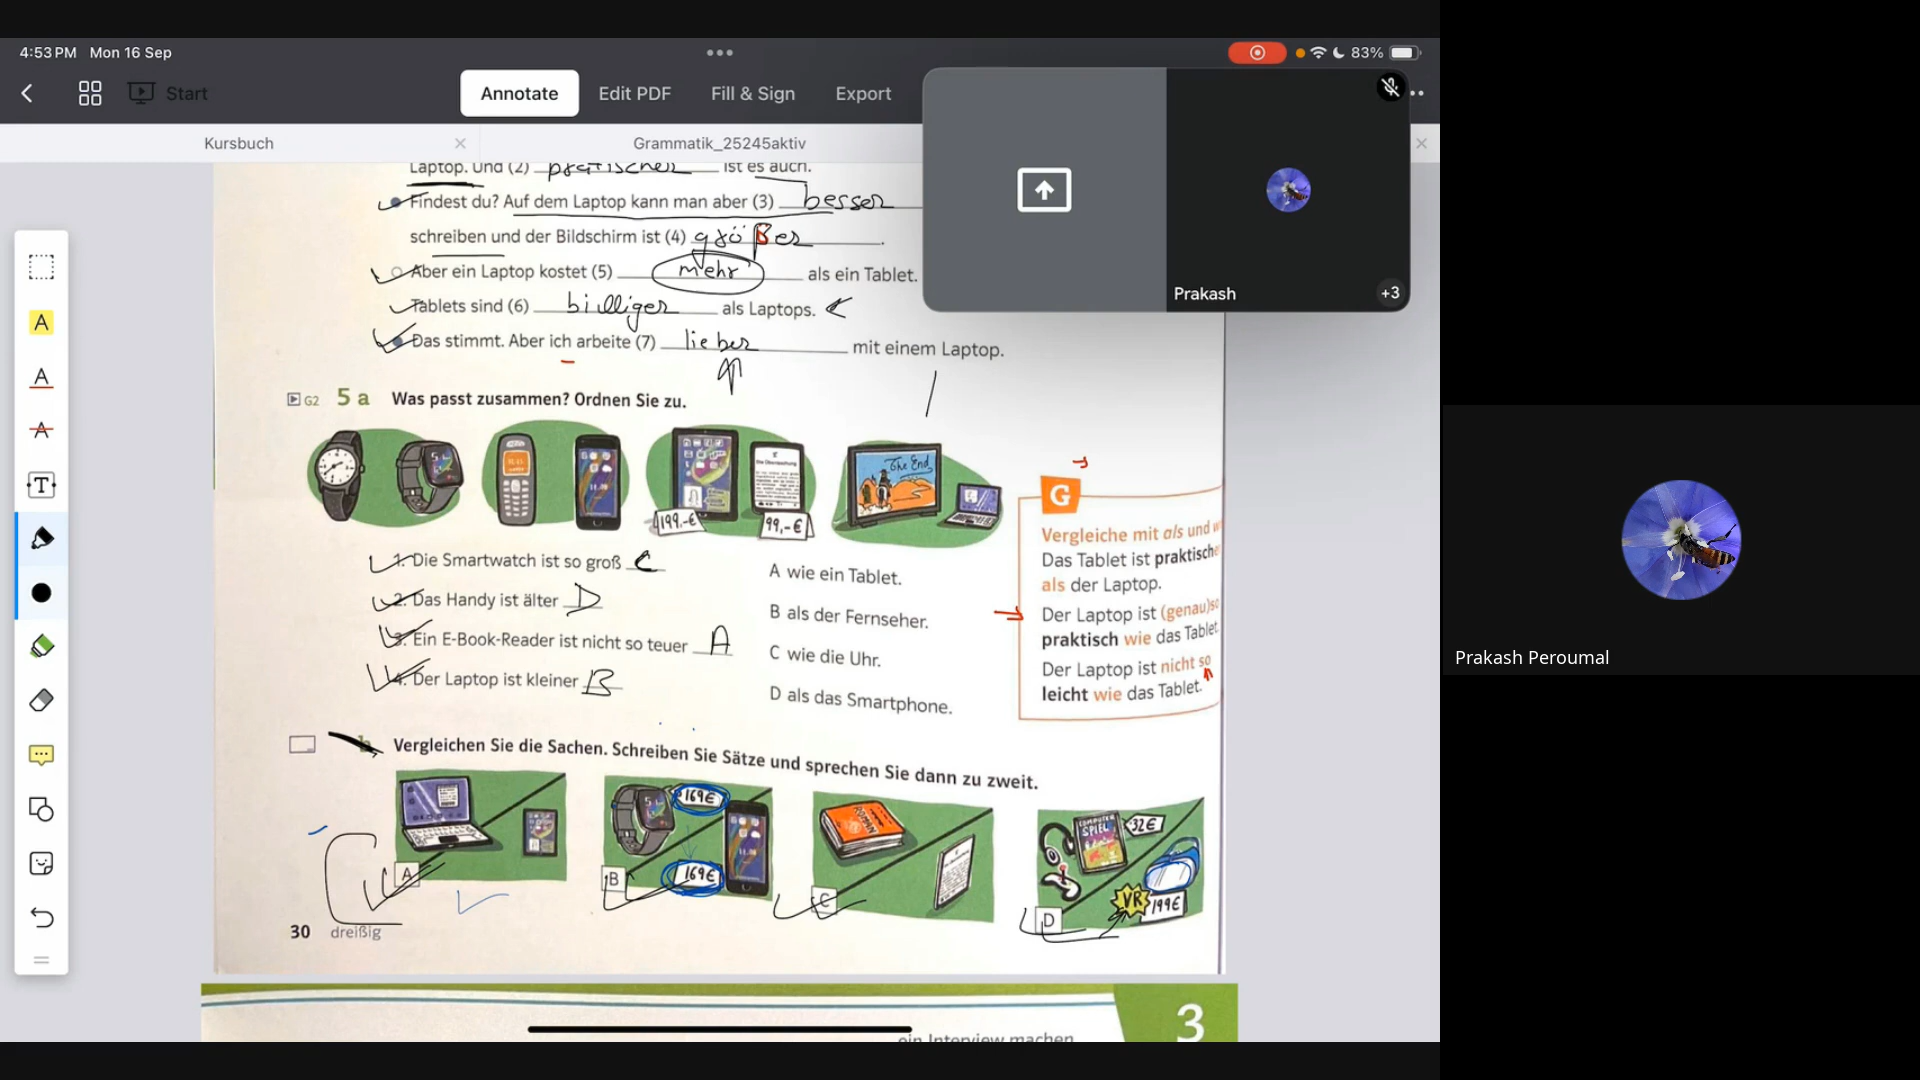 4:53 PM Mon 16 Sep
83%
Start
Annotate
Edit PDF
Fill & Sign
Export
Kursbuch
Grammatik_25245aktiv
Laptop. Und (2) pratischer ist es auch.
Findest du? Auf dem Laptop kann man aber (3) besser
schreiben und der Bildschirm ist (4) größer.
Aber ein Laptop kostet (5) mehr als ein Tablet.
Tablets sind (6) billiger als Laptops.
Das stimmt. Aber ich arbeite (7) lieber mit einem Laptop.
Prakash
+3
G2 5 a Was passt zusammen? Ordnen Sie zu.
The End
199,-€
99,-€
1. Die Smartwatch ist so groß C
2. Das Handy ist älter D
3. Ein E-Book-Reader ist nicht so teuer A
4. Der Laptop ist kleiner B
A wie ein Tablet.
B als der Fernseher.
C wie die Uhr.
D als das Smartphone.
G
Vergleiche mit als und w
Das Tablet ist praktische
als der Laptop.
Der Laptop ist (genau)so
praktisch wie das Tablet.
Der Laptop ist nicht so
leicht wie das Tablet.
b Vergleichen Sie die Sachen. Schreiben Sie Sätze und sprechen Sie dann zu zweit.
A
169€
169€
B
ROMAN
C
COMPUTER
SPIEL
32€
VR
199€
D
30 dreißig
3
ein Interview machen
Prakash Peroumal